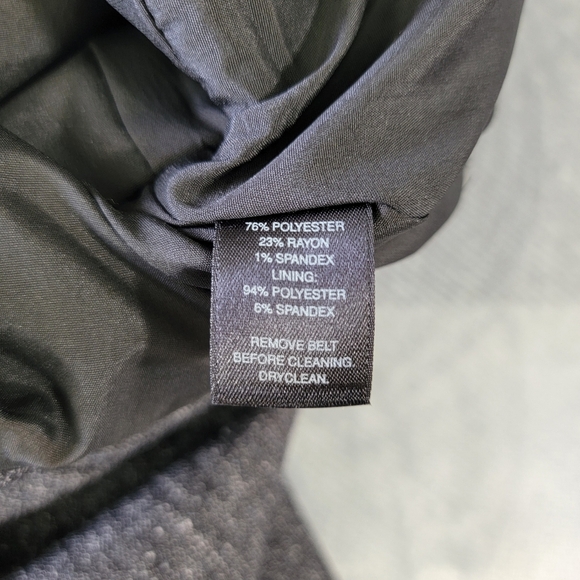 76% POLYESTER
23% RAYON
1% SPANDEX
LINING:
94% POLYESTER
6% SPANDEX
REMOVE BELT
BEFORE CLEANING.
DRYCLEAN.